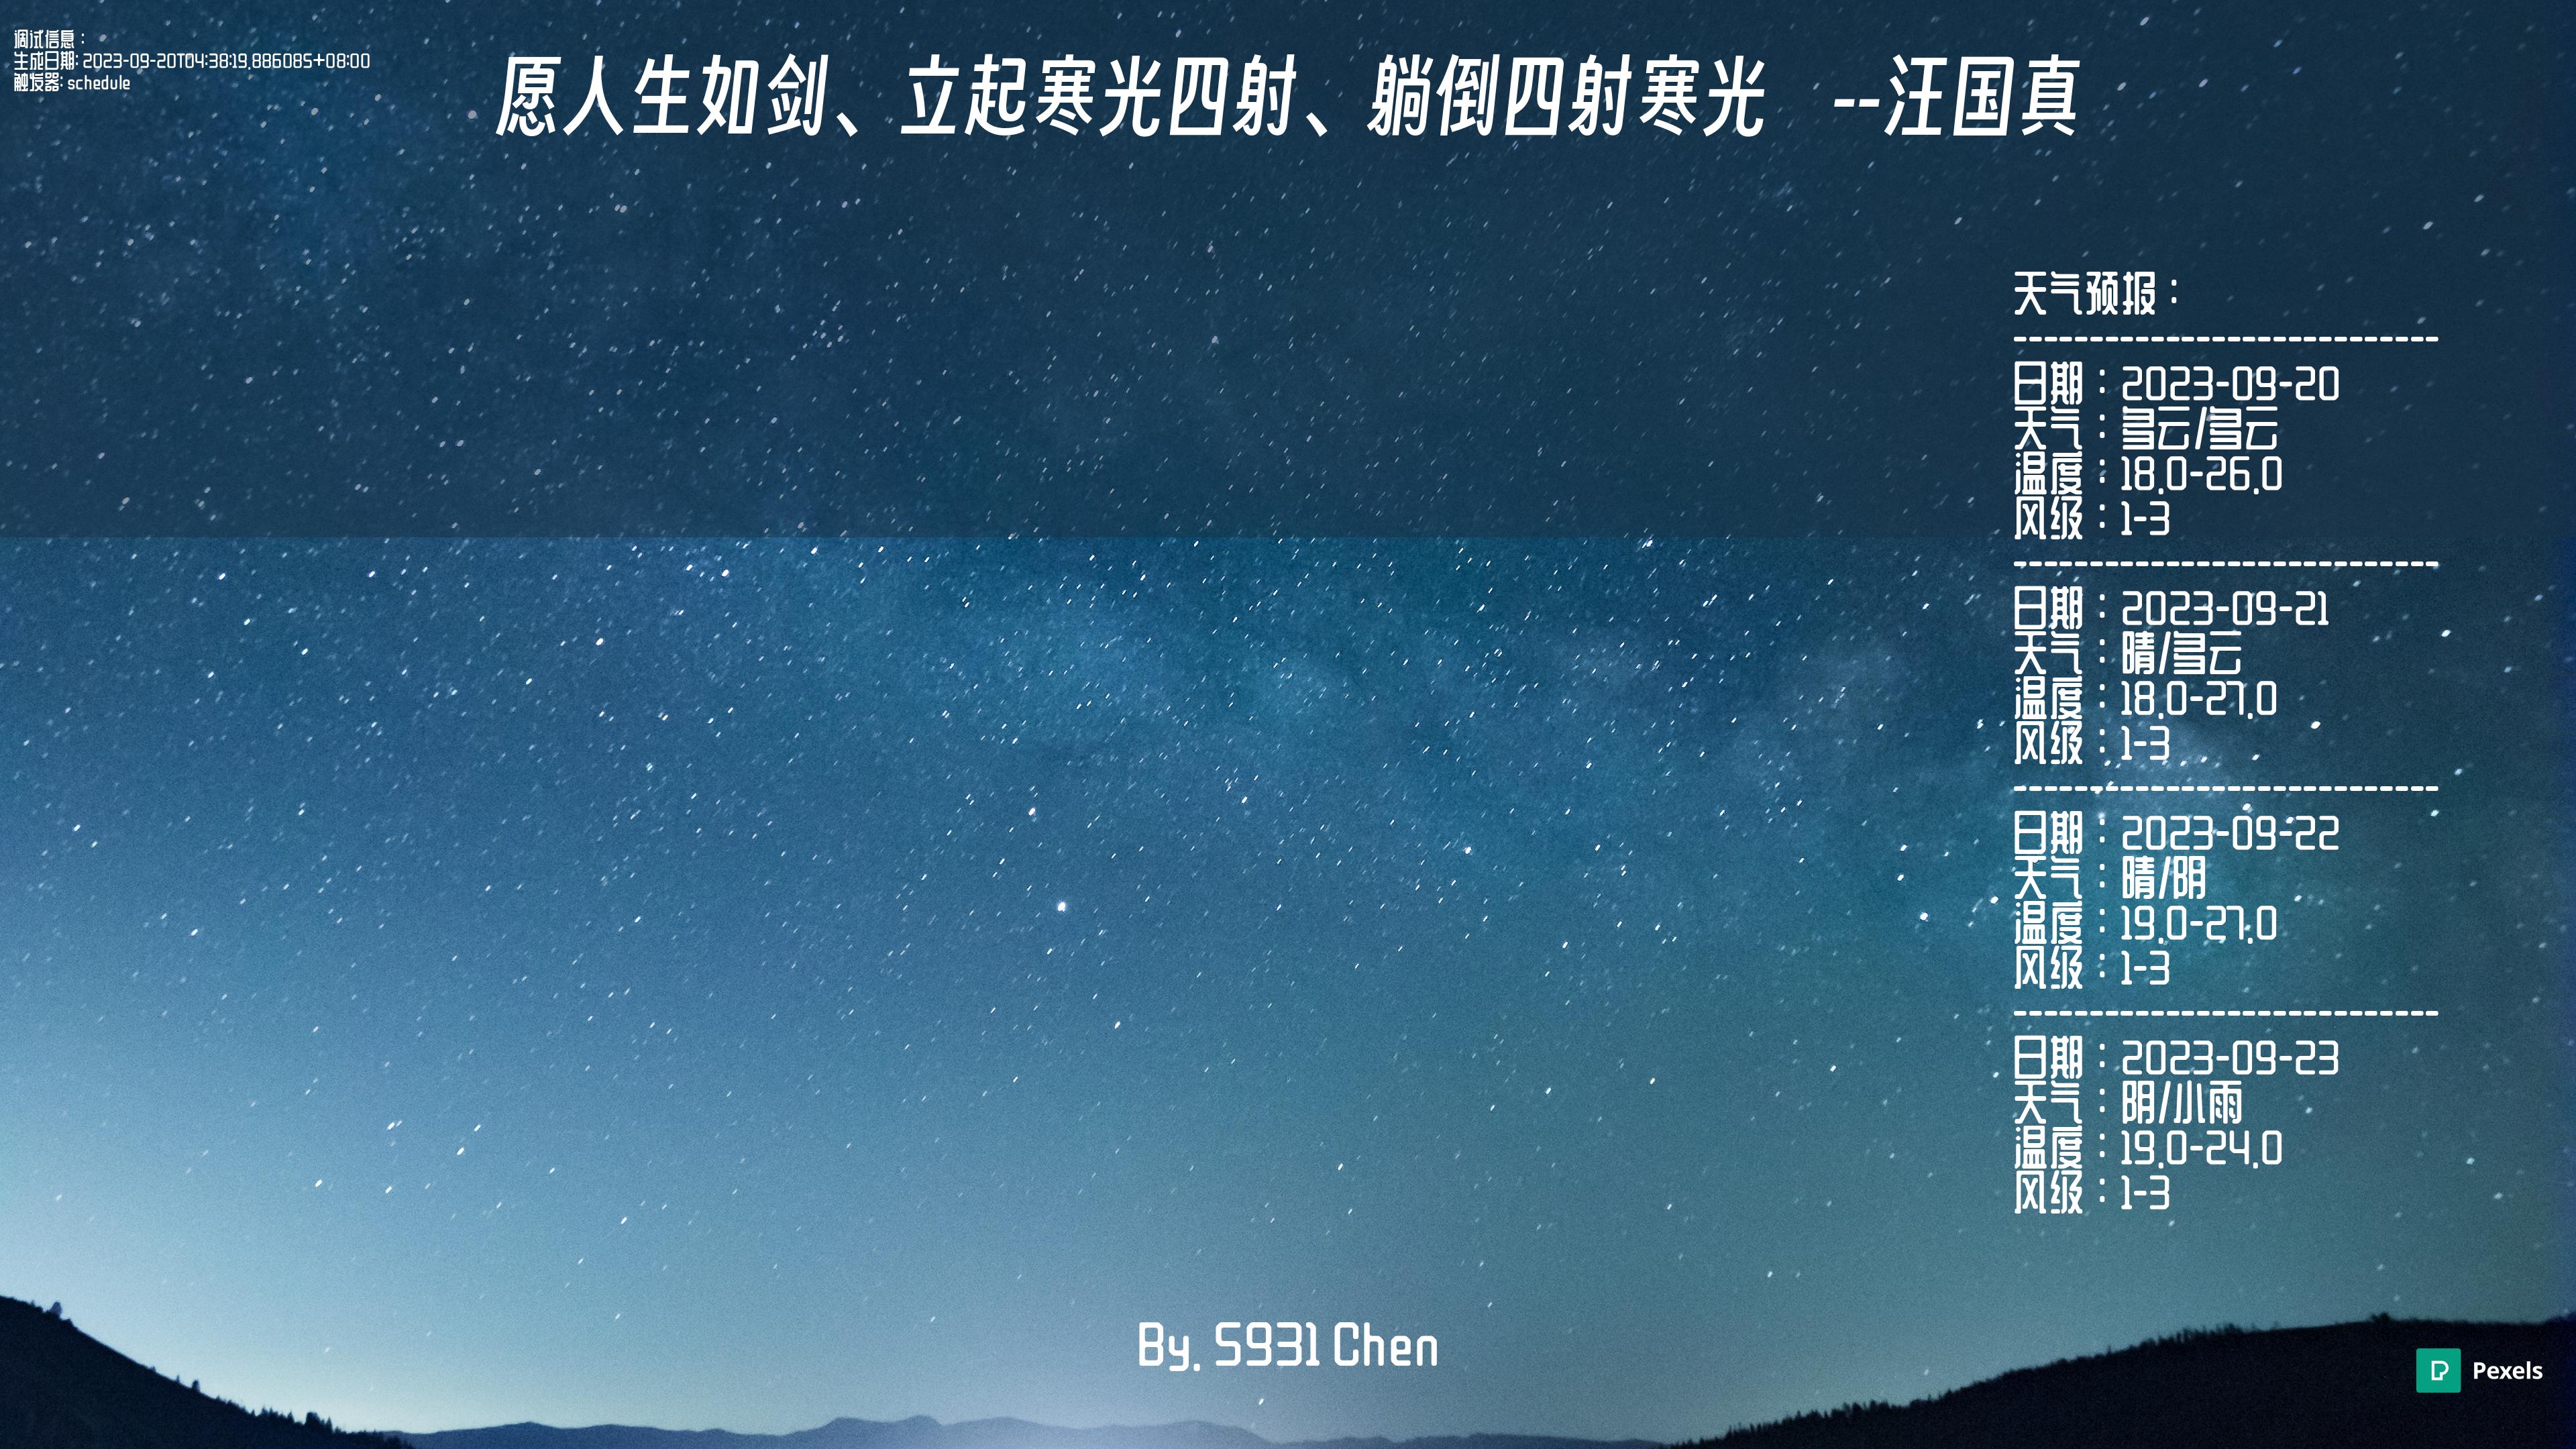 调试信息：
生成日期: 2023-09-20T04:38:19.886085+08:00
触发器: schedule
愿人生如剑、立起寒光四射、躺倒四射寒光 --汪国真
天气预报：
----------------------------
日期：2023-09-20
天气：多云/多云
温度：18.0-26.0
风级：1-3
----------------------------
日期：2023-09-21
天气：晴/多云
温度：18.0-27.0
风级：1-3
----------------------------
日期：2023-09-22
天气：晴/阴
温度：19.0-27.0
风级：1-3
----------------------------
日期：2023-09-23
天气：阴/小雨
温度：19.0-24.0
风级：1-3
By. S931 Chen
Pexels